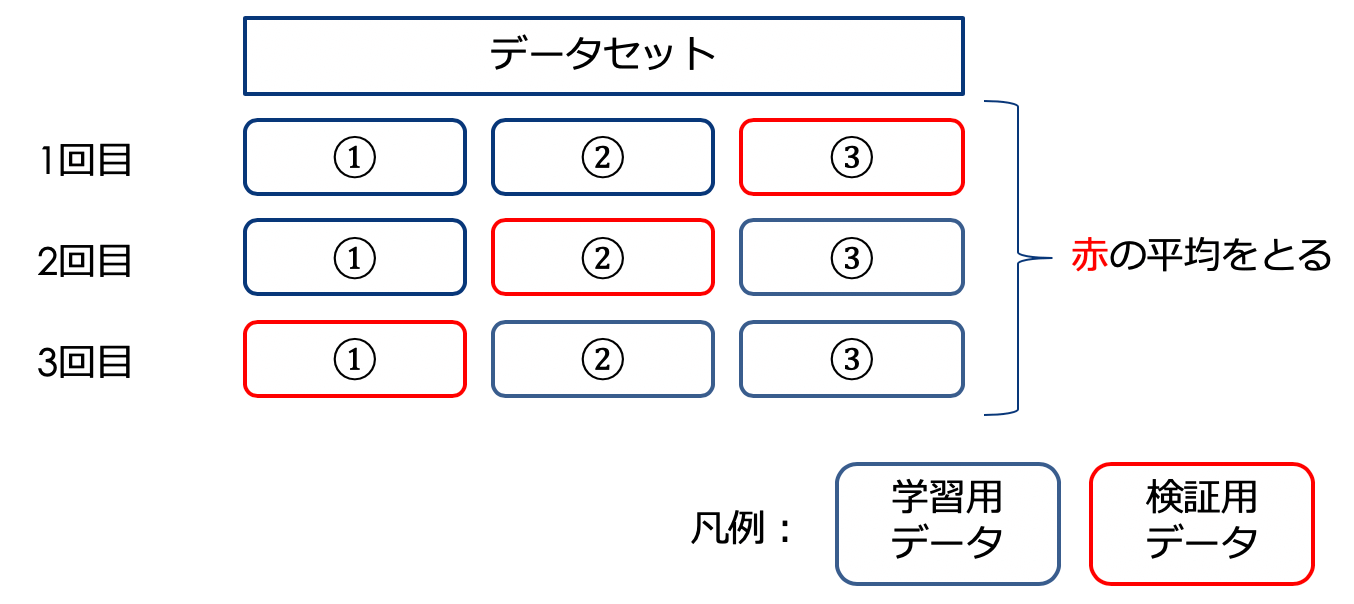 データセット
1回目 ① ② ③
2回目 ① ② ③
赤の平均をとる
3回目 ① ② ③
凡例：
学習用
データ
検証用
データ